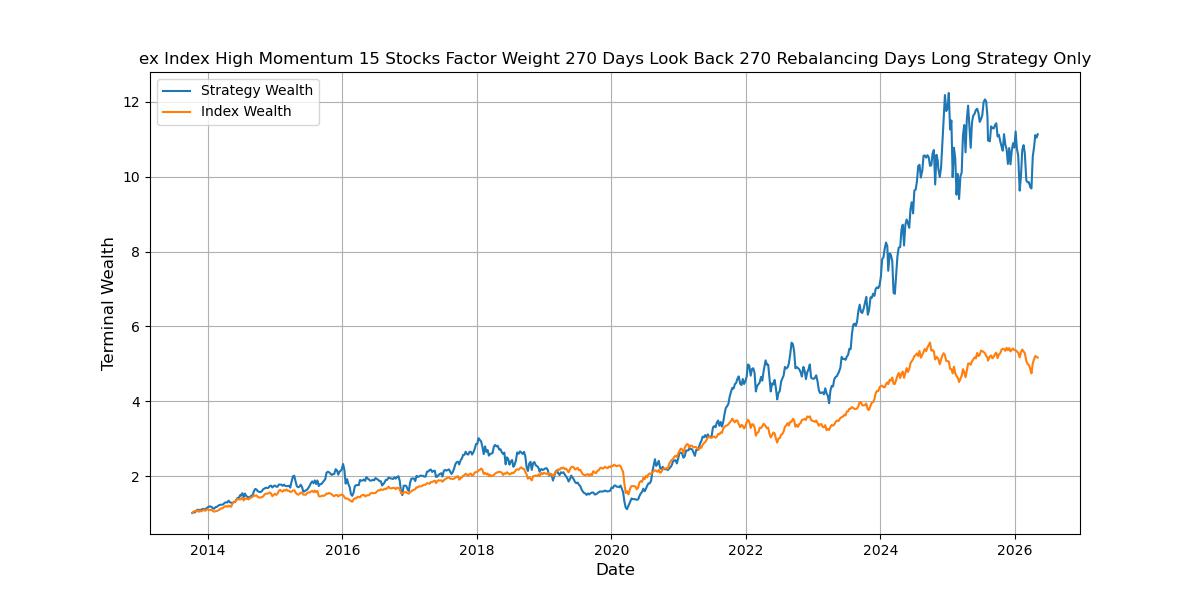 ex Index High Momentum 15 Stocks Factor Weight 270 Days Look Back 270 Rebalancing Days Long Strategy Only
Strategy Wealth
Index Wealth
Terminal Wealth
12
10
8
6
4
2
2014 2016 2018 2020 2022 2024 2026
Date